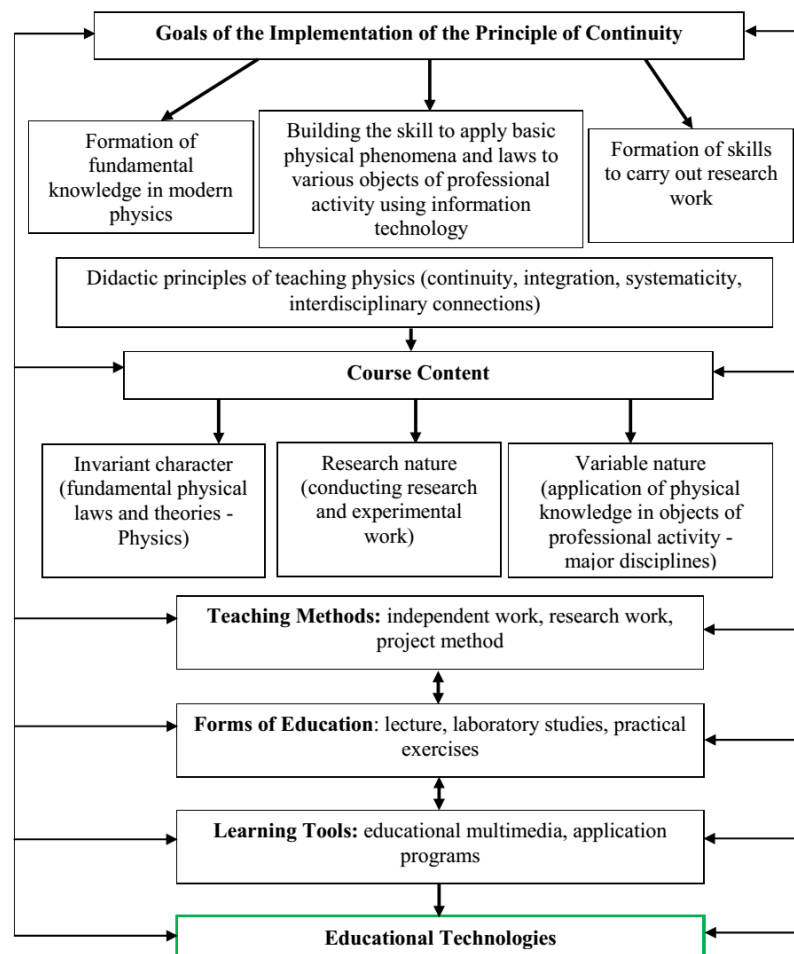 Goals of the Implementation of the Principle of Continuity
Formation of
fundamental
knowledge in modern
physics
Building the skill to apply basic
physical phenomena and laws to
various objects of professional
activity using information
technology
Formation of skills
to carry out research
work
Didactic principles of teaching physics (continuity, integration, systematicity,
interdisciplinary connections)
Course Content
Invariant character
(fundamental physical
laws and theories -
Physics)
Research nature
(conducting research
and experimental
work)
Variable nature
(application of physical
knowledge in objects of
professional activity -
major disciplines)
Teaching Methods: independent work, research work,
project method
Forms of Education: lecture, laboratory studies, practical
exercises
Learning Tools: educational multimedia, application
programs
Educational Technologies